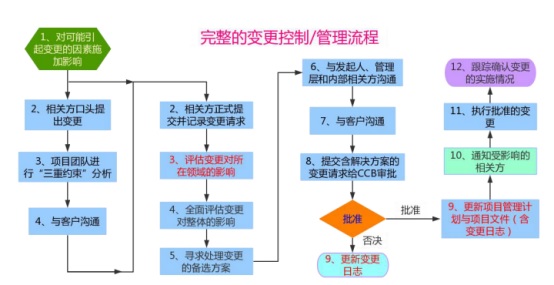 完整的变更控制/管理流程
1、对可能引
起变更的因素施
加影响
2、相关方口头提
出变更
3、项目团队进
行“三重约束”分析
4、与客户沟通
2、相关方正式提
交并记录变更请求
3、评估变更对所
在领域的影响
4、全面评估变更
对整体的影响
5、寻求处理变更
的备选方案
6、与发起人、管理
层和内部相关方沟通
7、与客户沟通
8、提交含解决方案的
变更请求给CCB审批
批准
批准
否决
9、更新变更
日志
9、更新项目管理计
划与项目文件（含
变更日志）
10、通知受影响的
相关方
11、执行批准的变
更
12、跟踪确认变更
的实施情况